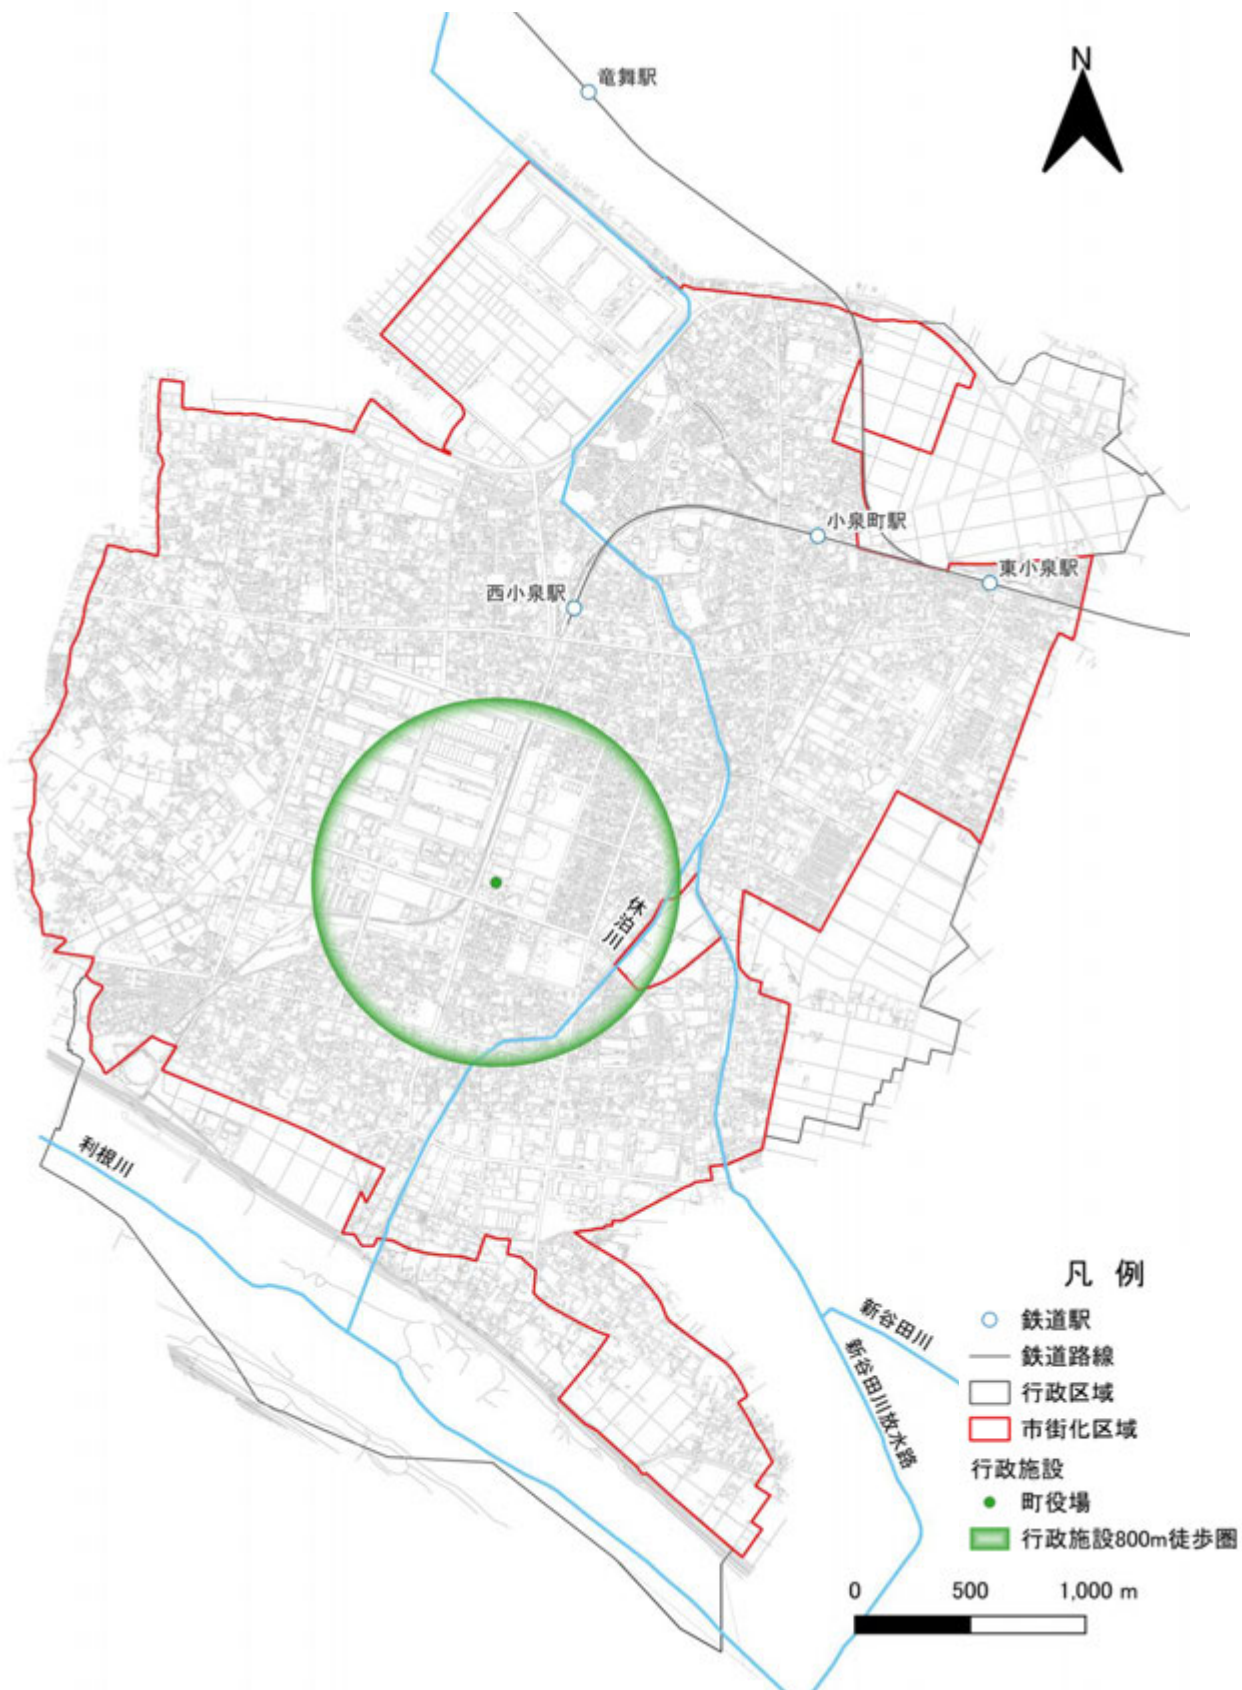 N
竜舞駅
小泉町駅
東小泉駅
西小泉駅
休泊川
利根川
新谷田川
新谷田川放水路
凡 例
鉄道駅
鉄道路線
行政区域
市街化区域
行政施設
町役場
行政施設800m徒歩圏
0 500 1,000 m